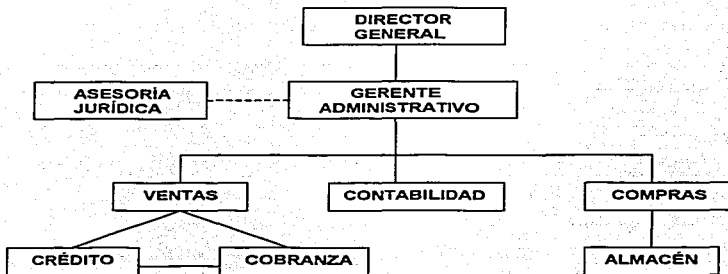 DIRECTOR
GENERAL
ASESORÍA
JURÍDICA
GERENTE
ADMINISTRATIVO
VENTAS
CONTABILIDAD
COMPRAS
CRÉDITO
COBRANZA
ALMACÉN